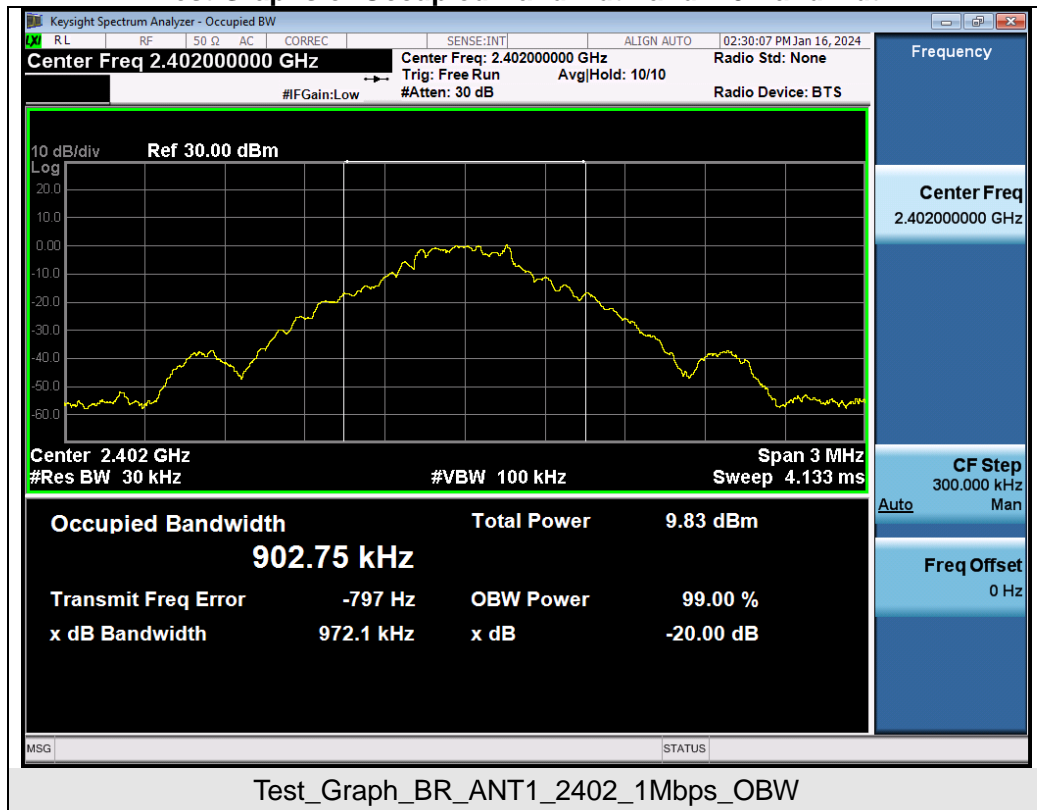 Keysight Spectrum Analyzer - Occupied BW
LXI RL RF 50 Ω AC CORREC SENSE:INT ALIGN AUTO 02:30:07 PM Jan 16, 2024
Center Freq 2.402000000 GHz
Center Freq: 2.402000000 GHz
Radio Std: None
Trig: Free Run Avg|Hold: 10/10
#IFGain:Low #Atten: 30 dB Radio Device: BTS
Frequency
10 dB/div Ref 30.00 dBm
Log
20.0
10.0
0.00
-10.0
-20.0
-30.0
-40.0
-50.0
-60.0
Center 2.402 GHz Span 3 MHz
#Res BW 30 kHz #VBW 100 kHz Sweep 4.133 ms
Center Freq
2.402000000 GHz
CF Step
300.000 kHz
Auto Man
Freq Offset
0 Hz
Occupied Bandwidth Total Power 9.83 dBm
902.75 kHz
Transmit Freq Error -797 Hz OBW Power 99.00 %
x dB Bandwidth 972.1 kHz x dB -20.00 dB
MSG STATUS
Test_Graph_BR_ANT1_2402_1Mbps_OBW